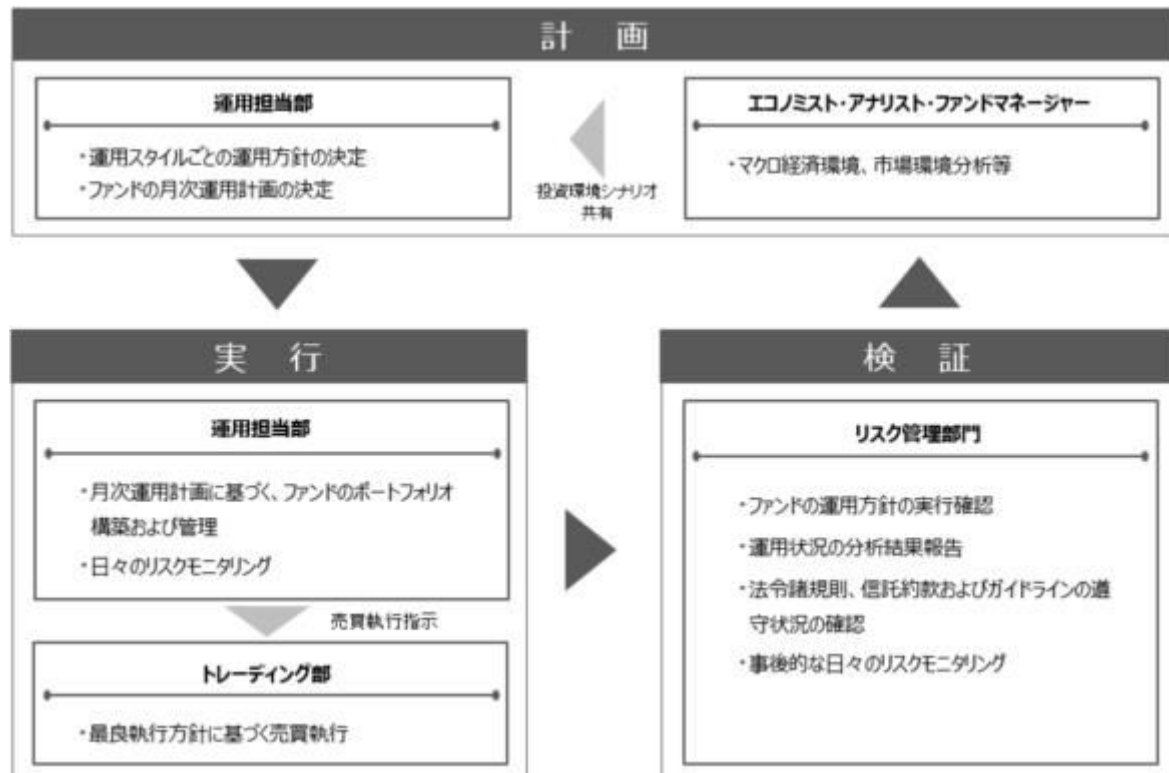 計 画
運用担当部
・運用スタイルごとの運用方針の決定
・ファンドの月次運用計画の決定
投資環境シナリオ
共有
エコノミスト・アナリスト・ファンドマネージャー
・マクロ経済環境、市場環境分析等
実 行
運用担当部
・月次運用計画に基づく、ファンドのポートフォリオ
構築および管理
・日々のリスクモニタリング
売買執行指示
トレーディング部
・最良執行方針に基づく売買執行
検 証
リスク管理部門
・ファンドの運用方針の実行確認
・運用状況の分析結果報告
・法令諸規則、信託約款およびガイドラインの遵
守状況の確認
・事後的な日々のリスクモニタリング